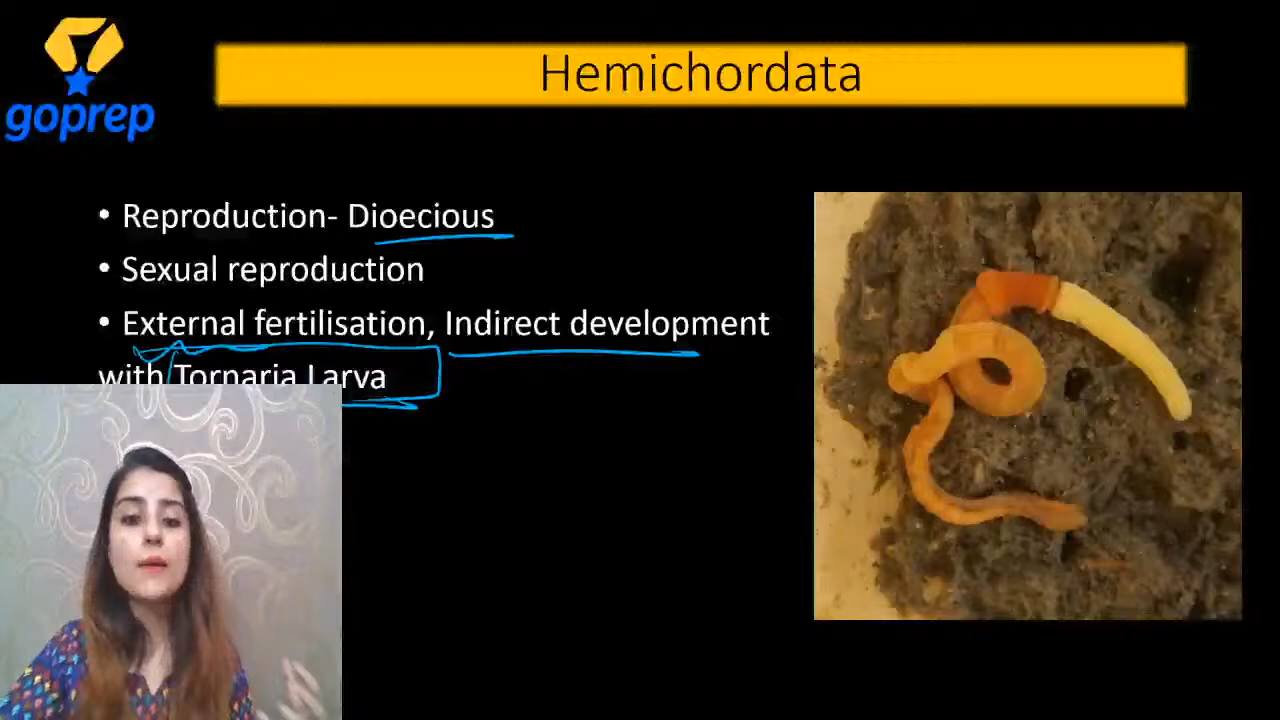 goprep
Hemichordata
• Reproduction- Dioecious
• Sexual reproduction
• External fertilisation, Indirect development
with Tornaria Larva